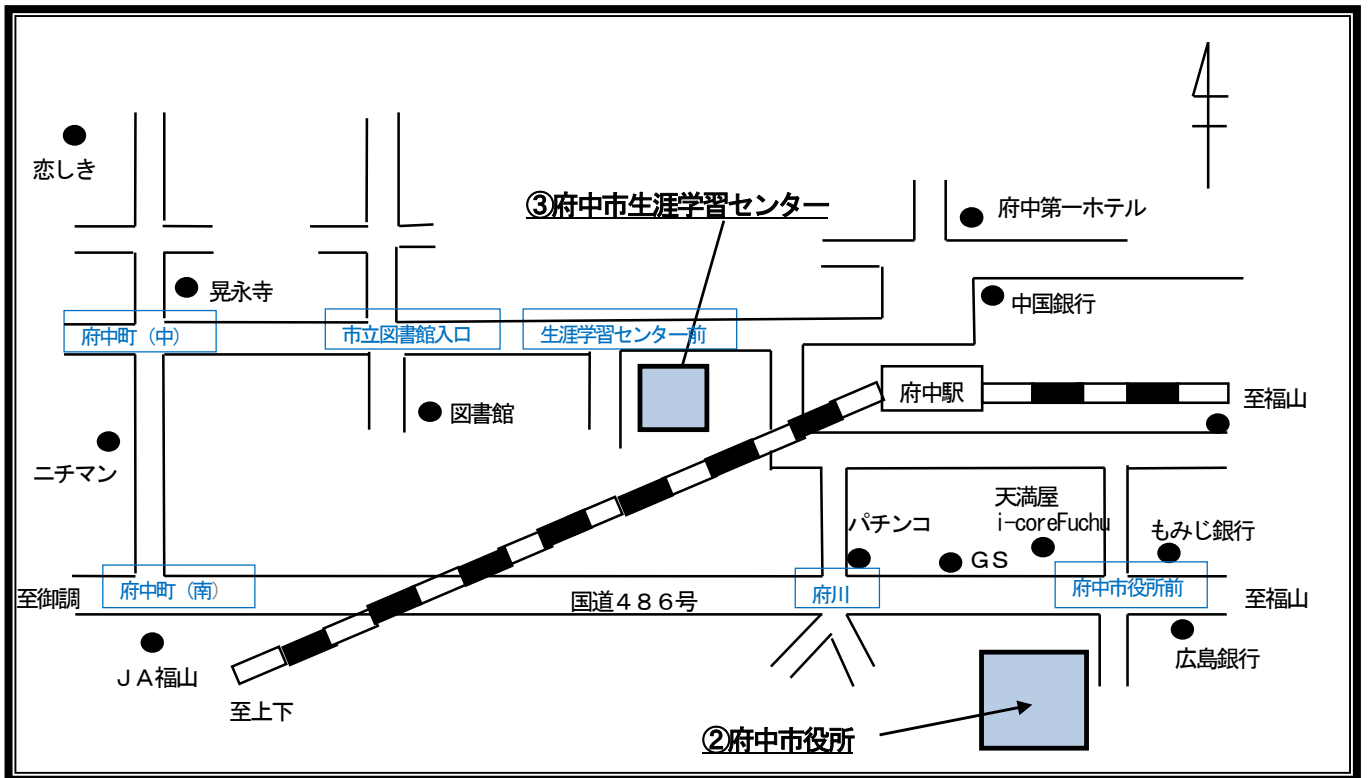 恋しき
③府中市生涯学習センター
府中第一ホテル
晃永寺
中国銀行
府中町（中）
市立図書館入口
生涯学習センター前
府中駅
至福山
図書館
ニチマン
天満屋
i-coreFuchu
パチンコ
もみじ銀行
ＧＳ
至御調
府中町（南）
国道４８６号
府川
府中市役所前
至福山
ＪＡ福山
広島銀行
至上下
②府中市役所